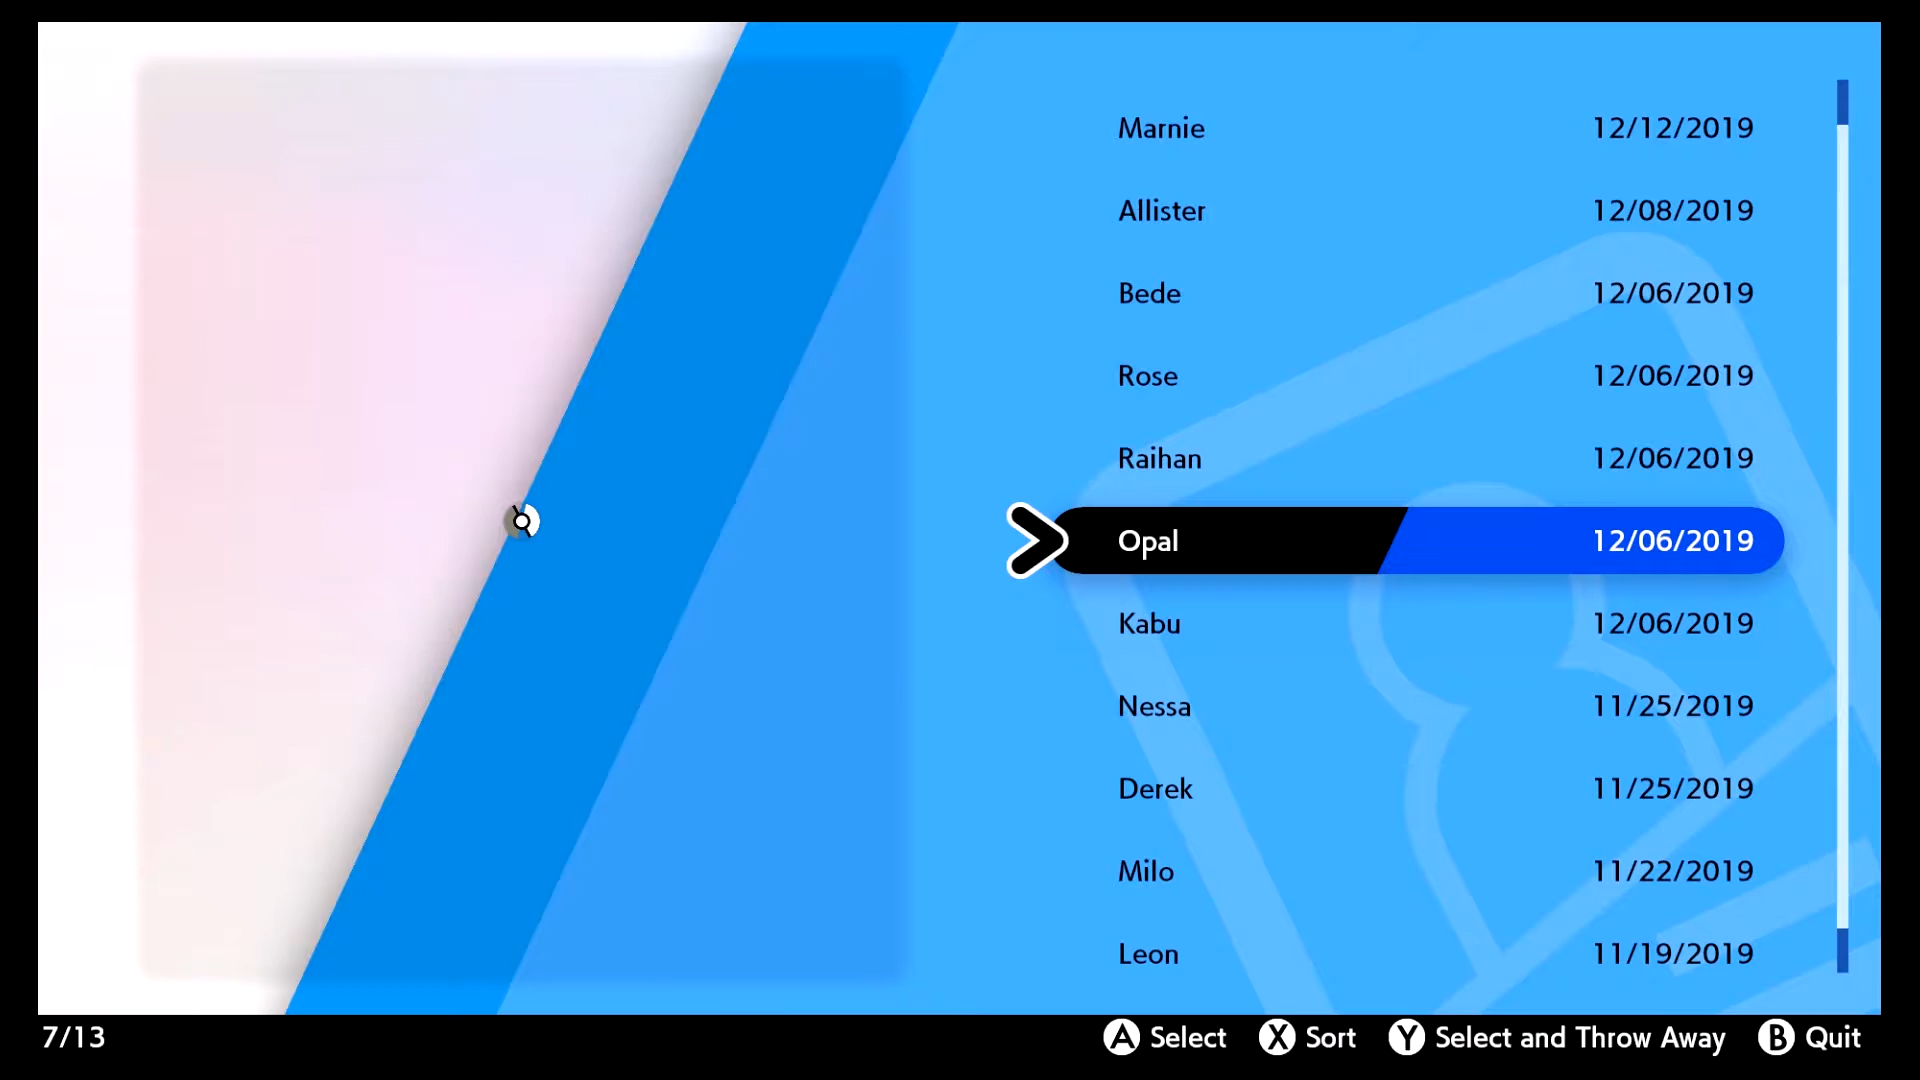 Marnie 12/12/2019
Allister 12/08/2019
Bede 12/06/2019
Rose 12/06/2019
Raihan 12/06/2019
Opal 12/06/2019
Kabu 12/06/2019
Nessa 11/25/2019
Derek 11/25/2019
Milo 11/22/2019
Leon 11/19/2019
7/13 A Select X Sort Y Select and Throw Away B Quit